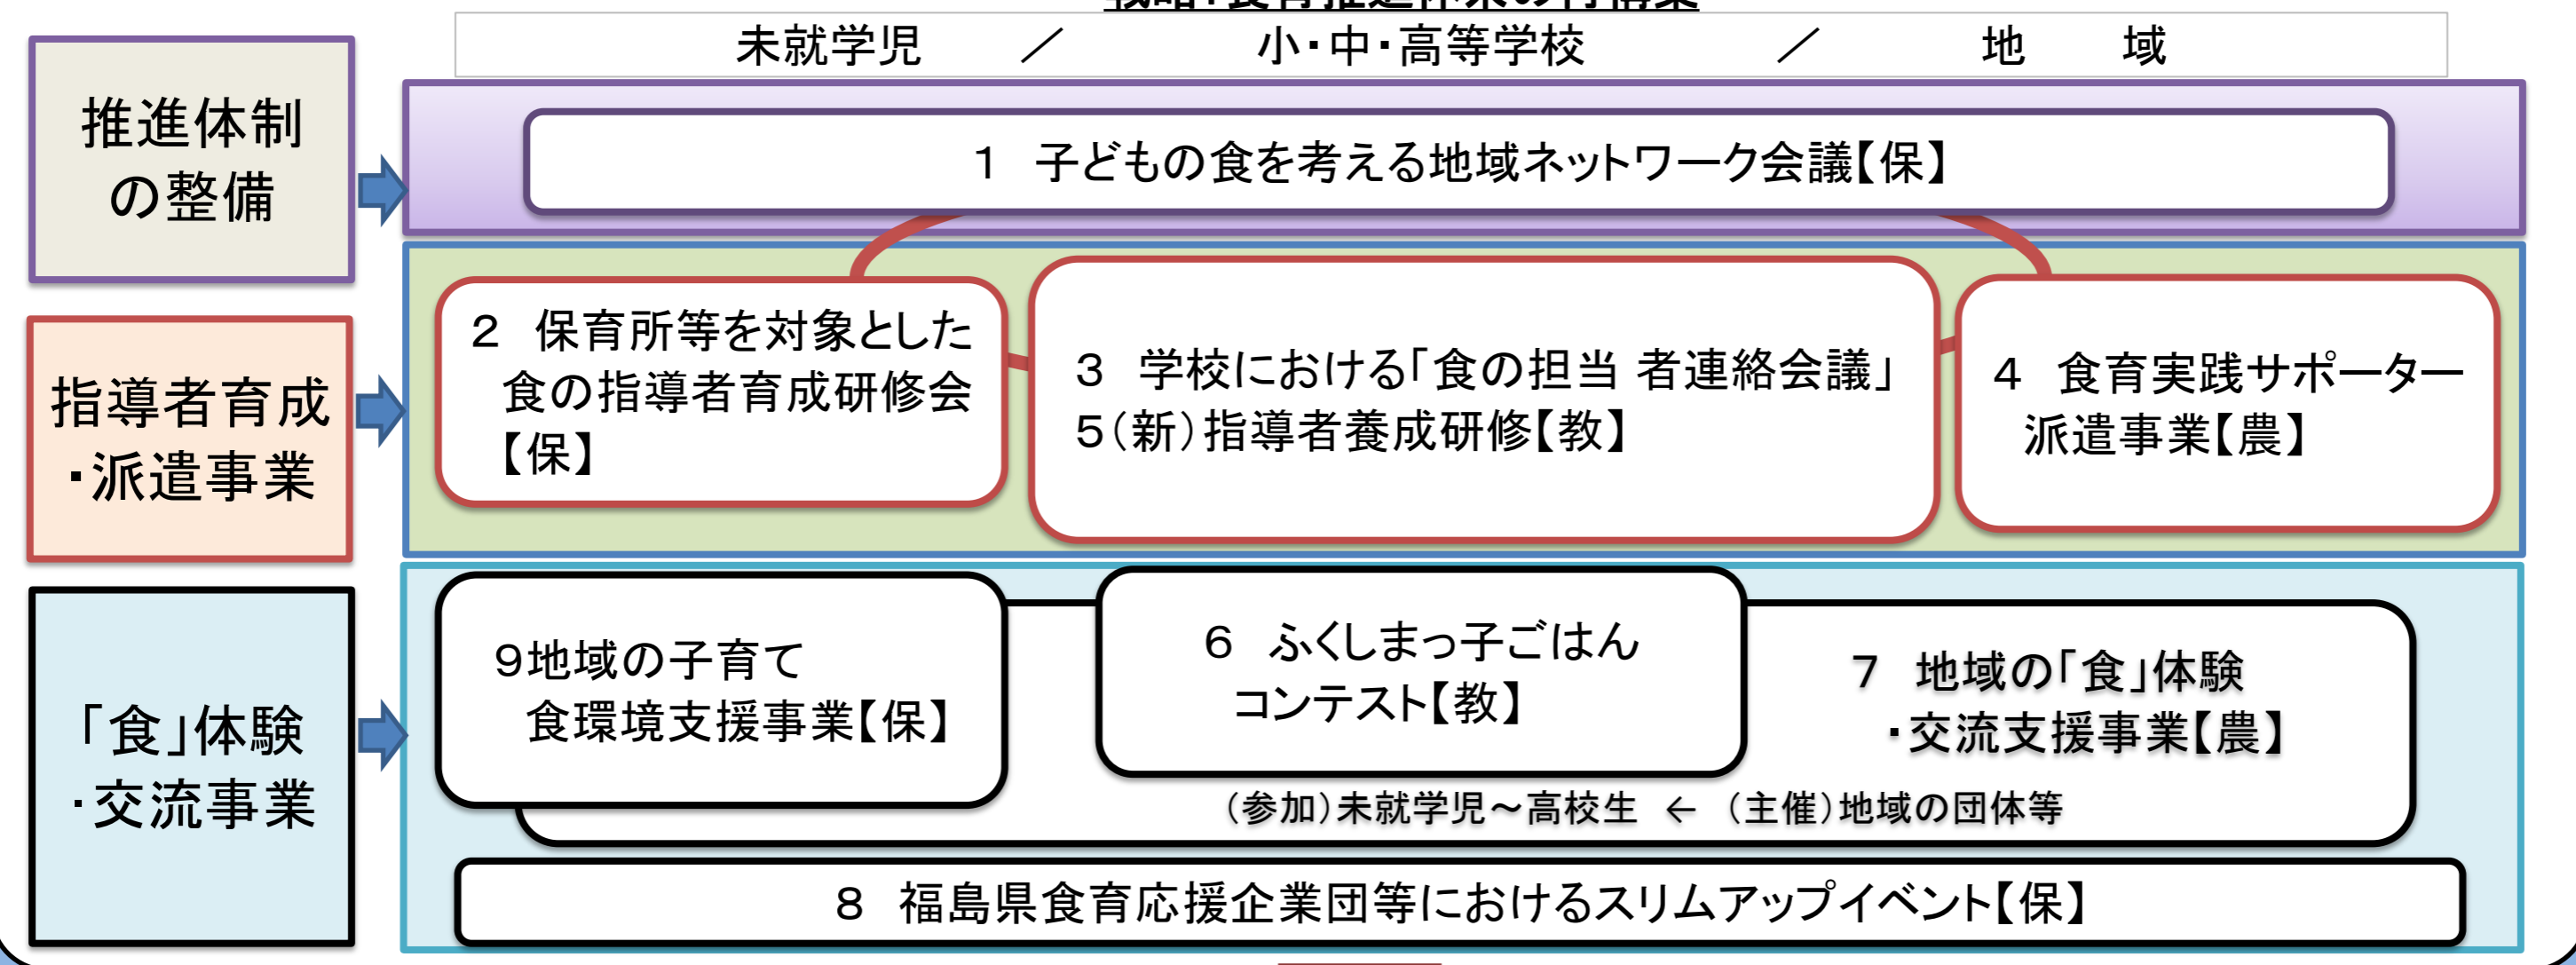 未就学児 ／ 小・中・高等学校 ／ 地 域
推進体制
の整備
1 子どもの食を考える地域ネットワーク会議【保】
指導者育成
・派遣事業
2 保育所等を対象とした
食の指導者育成研修会
【保】
3 学校における「食の担当 者連絡会議」
5（新）指導者養成研修【教】
4 食育実践サポーター
派遣事業【農】
「食」体験
・交流事業
9地域の子育て
食環境支援事業【保】
6 ふくしまっ子ごはん
コンテスト【教】
7 地域の「食」体験
・交流支援事業【農】
（参加）未就学児～高校生 ← （主催）地域の団体等
8 福島県食育応援企業団等におけるスリムアップイベント【保】